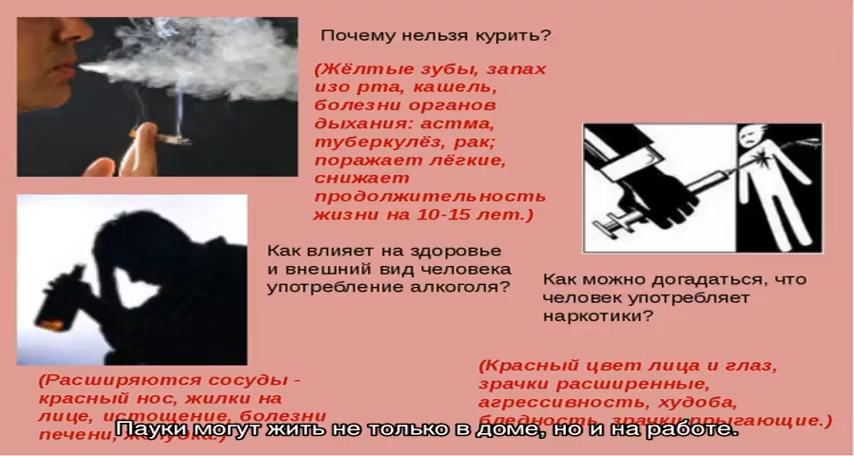 Почему нельзя курить?
(Жёлтые зубы, запах
изо рта, кашель,
болезни органов
дыхания: астма,
туберкулёз, рак;
поражает лёгкие,
снижает
продолжительность
жизни на 10-15 лет.)
Как влияет на здоровье
и внешний вид человека
употребление алкоголя?
(Расширяются сосуды -
красный нос, жилки на
лице, истощение, болезни
печени, желудка.)
Как можно догадаться, что
человек употребляет
наркотики?
(Красный цвет лица и глаз,
зрачки расширенные,
агрессивность, худоба,
бледность, зрачки прыгающие.)
Пауки могут жить не только в доме, но и на работе.